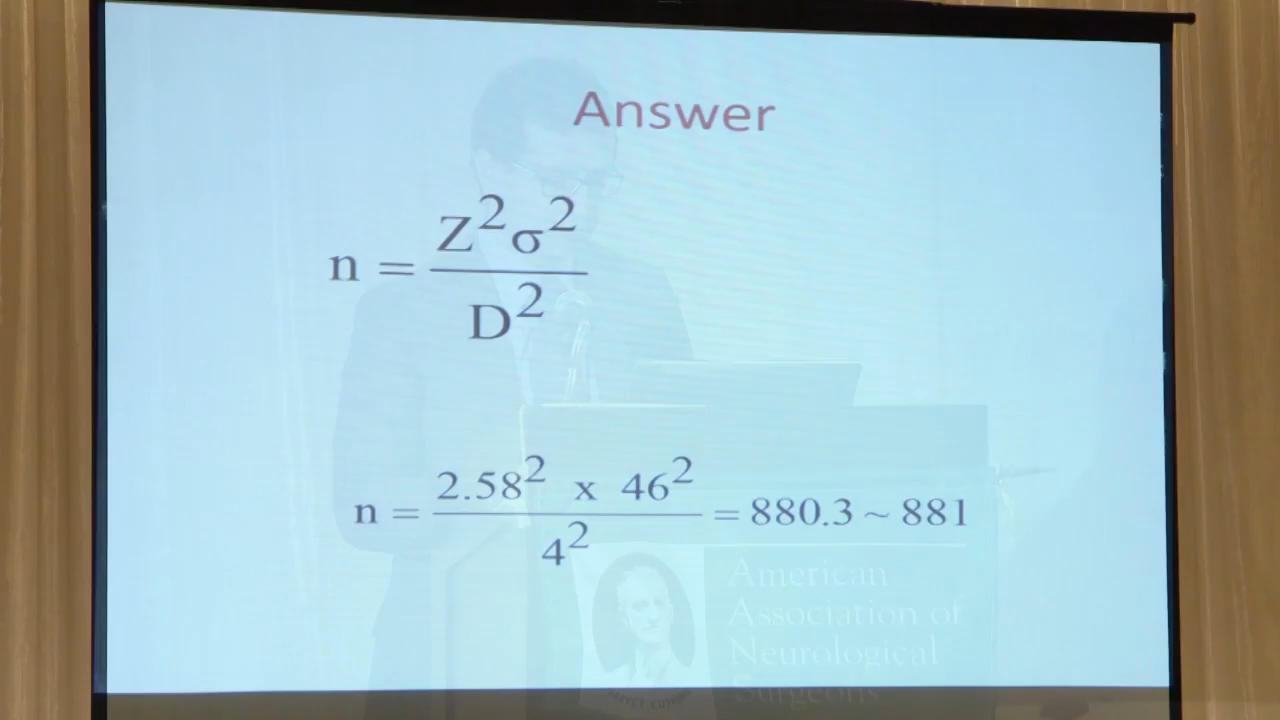 Answer
n = Z²σ² / D²
n = 2.58² x 46² / 4² = 880.3 ~ 881
American
Association of
Neurological
Surgeons